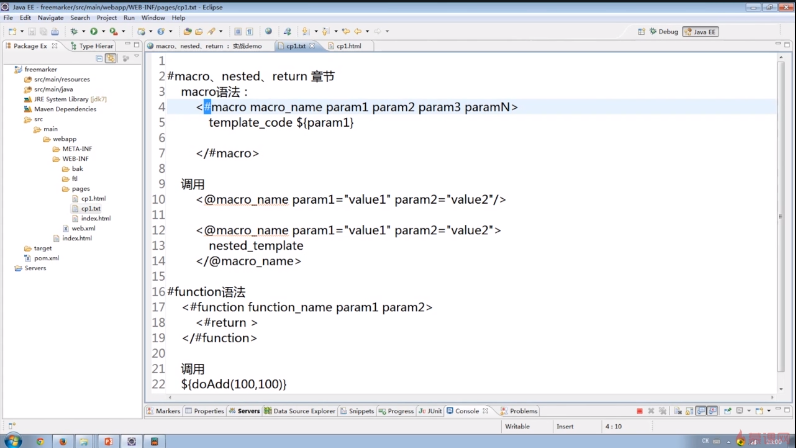 Java EE - freemarker/src/main/webapp/WEB-INF/pages/cp1.txt - Eclipse
File Edit Navigate Search Project Run Window Help
Debug Java EE
Package Ex Type Hierar
macro、nested、return : 实战demo cp1.txt cp1.html
freemarker
src/main/resources
src/main/java
JRE System Library [jdk7]
Maven Dependencies
src
main
webapp
META-INF
WEB-INF
bak
ftl
pages
cp1.html
cp1.txt
index.html
web.xml
index.html
target
pom.xml
Servers
1
2 #macro、nested、return 章节
3 macro语法：
4 <#macro macro_name param1 param2 param3 paramN>
5 template_code ${param1}
6
7 </#macro>
8
9 调用
10 <@macro_name param1="value1" param2="value2"/>
11
12 <@macro_name param1="value1" param2="value2">
13 nested_template
14 </@macro_name>
15
16 #function语法
17 <#function function_name param1 param2>
18 <#return >
19 </#function>
20
21 调用
22 ${doAdd(100,100)}
Markers Properties Servers Data Source Explorer Snippets Progress JUnit Console Problems
Writable Insert 4 : 10